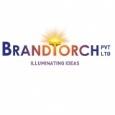 BRANDTORCH PVT LTD
ILLUMINATING IDEAS